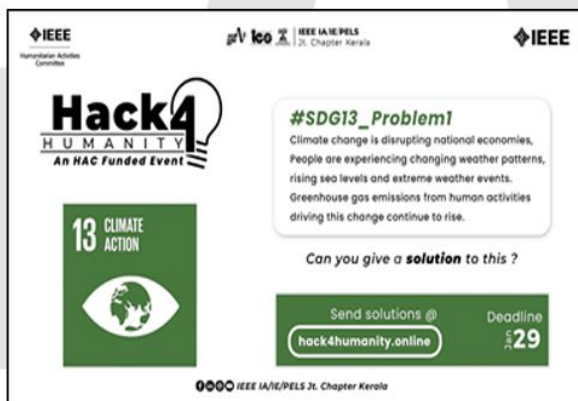 IEEE
Humanitarian Activities
Committee
IEEE IA/IE/PELS
Jt. Chapter Kerala
IEEE
Hack4
HUMANITY
An HAC Funded Event
#SDG13_Problem1
Climate change is disrupting national economies,
People are experiencing changing weather patterns,
rising sea levels and extreme weather events.
Greenhouse gas emissions from human activities
driving this change continue to rise.
13 CLIMATE
ACTION
Can you give a solution to this ?
Send solutions @
hack4humanity.online
Deadline
Jan 29
IEEE IA/IE/PELS Jt. Chapter Kerala